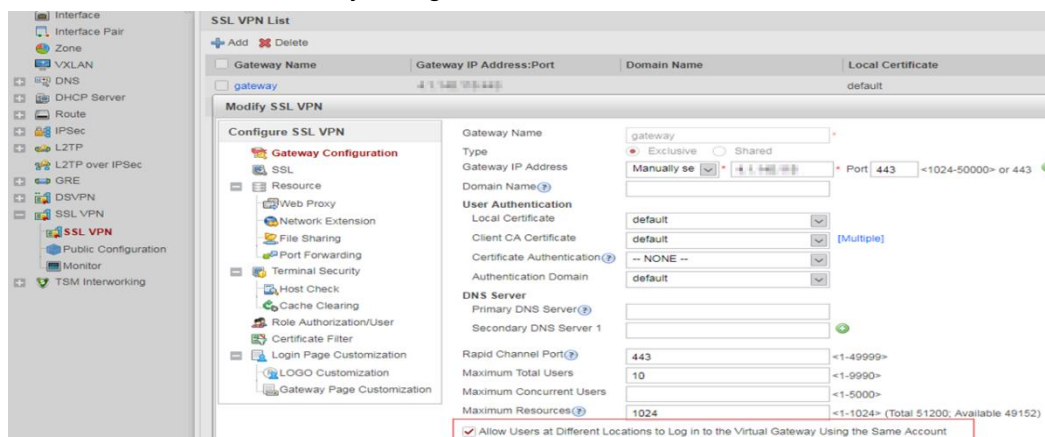 Interface
Interface Pair
Zone
VXLAN
DNS
DHCP Server
Route
IPSec
L2TP
L2TP over IPSec
GRE
DSVPN
SSL VPN
SSL VPN
Public Configuration
Monitor
TSM Interworking
SSL VPN List
Add Delete
Gateway Name Gateway IP Address:Port Domain Name Local Certificate
gateway default
Modify SSL VPN
Configure SSL VPN
Gateway Configuration
SSL
Resource
Web Proxy
Network Extension
File Sharing
Port Forwarding
Terminal Security
Host Check
Cache Clearing
Role Authorization/User
Certificate Filter
Login Page Customization
LOGO Customization
Gateway Page Customization
Gateway Name gateway *
Type Exclusive Shared
Gateway IP Address Manually se * * Port 443 <1024-50000> or 443
Domain Name
User Authentication
Local Certificate default
Client CA Certificate default [Multiple]
Certificate Authentication -- NONE --
Authentication Domain default
DNS Server
Primary DNS Server
Secondary DNS Server 1
Rapid Channel Port 443 <1-49999>
Maximum Total Users 10 <1-9990>
Maximum Concurrent Users <1-5000>
Maximum Resources 1024 <1-1024> (Total 51200; Available 49152)
Allow Users at Different Locations to Log in to the Virtual Gateway Using the Same Account